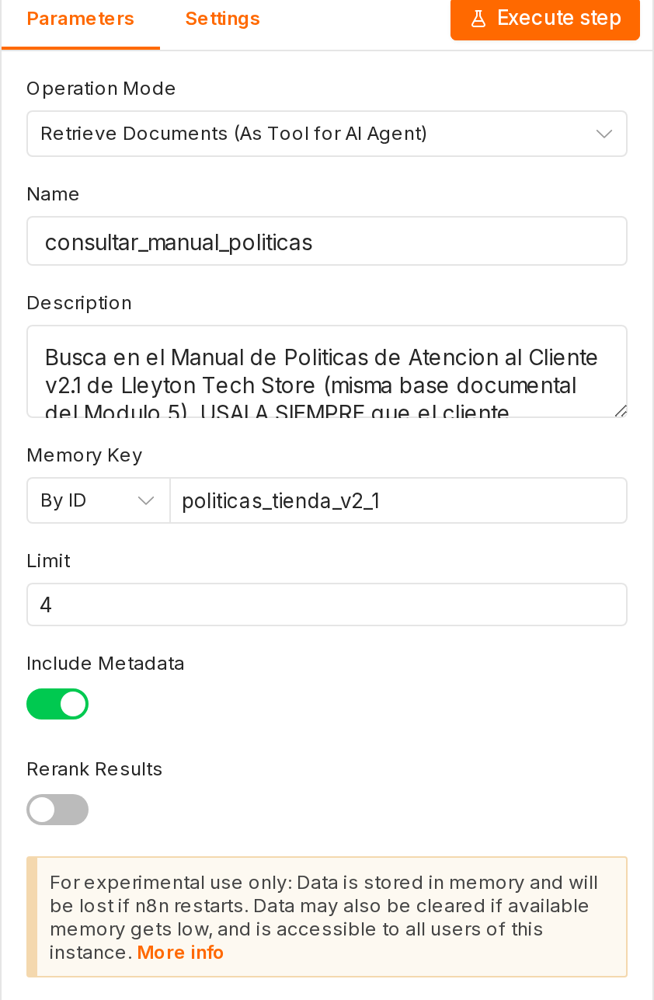 Parameters
Settings
Execute step
Operation Mode
Retrieve Documents (As Tool for AI Agent)
Name
consultar_manual_politicas
Description
Busca en el Manual de Politicas de Atencion al Cliente
v2.1 de Lleyton Tech Store (misma base documental
del Modulo 5). USALA SIEMPRE que el cliente
Memory Key
By ID
politicas_tienda_v2_1
Limit
4
Include Metadata
Rerank Results
For experimental use only: Data is stored in memory and will
be lost if n8n restarts. Data may also be cleared if available
memory gets low, and is accessible to all users of this
instance. More info